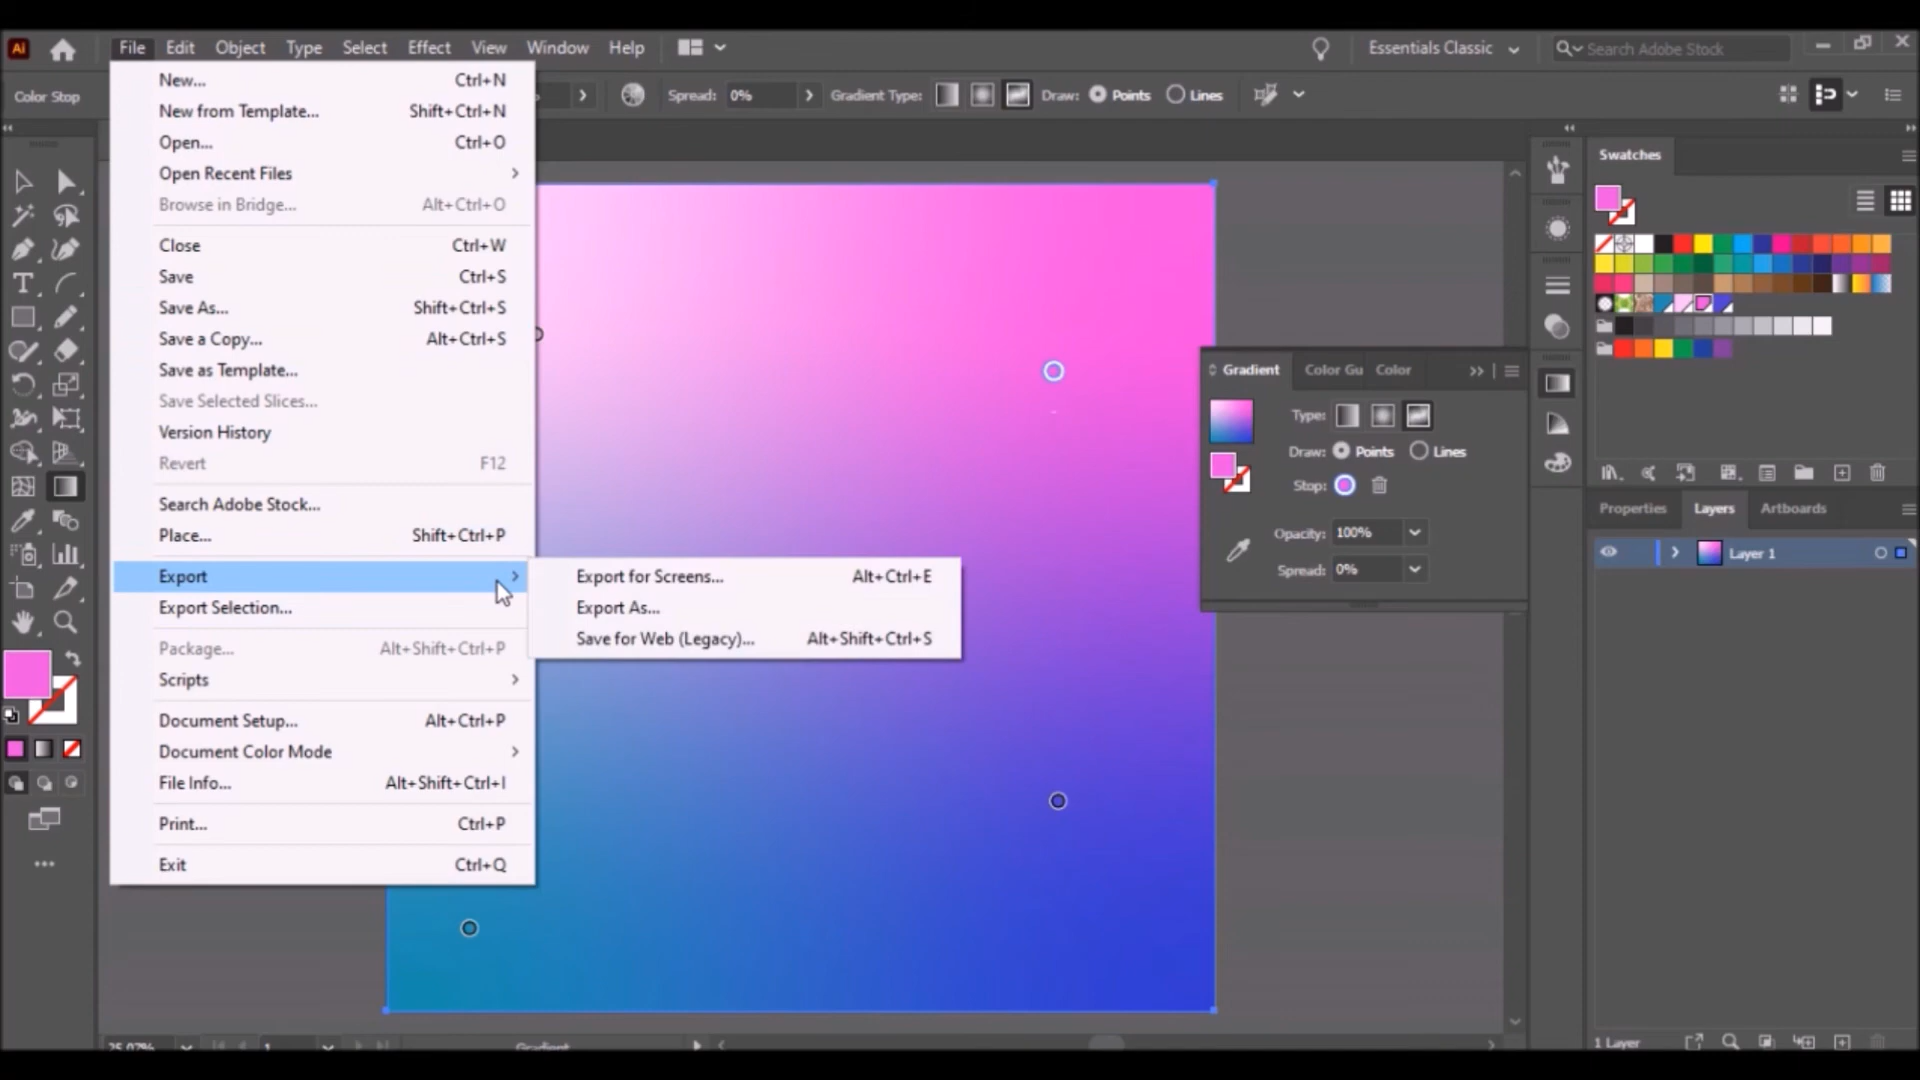 Ai File Edit Object Type Select Effect View Window Help Essentials Classic Search Adobe Stock
Color Stop Spread: 0% Gradient Type: Draw: Points Lines
New... Ctrl+N
New from Template... Shift+Ctrl+N
Open... Ctrl+O
Open Recent Files
Browse in Bridge... Alt+Ctrl+O
Close Ctrl+W
Save Ctrl+S
Save As... Shift+Ctrl+S
Save a Copy... Alt+Ctrl+S
Save as Template...
Save Selected Slices...
Version History
Revert F12
Search Adobe Stock...
Place... Shift+Ctrl+P
Export
Export Selection...
Package... Alt+Shift+Ctrl+P
Scripts
Document Setup... Alt+Ctrl+P
Document Color Mode
File Info... Alt+Shift+Ctrl+I
Print... Ctrl+P
Exit Ctrl+Q
Export for Screens... Alt+Ctrl+E
Export As...
Save for Web (Legacy)... Alt+Shift+Ctrl+S
Gradient Color Gu Color
Type:
Draw: Points Lines
Stop:
Opacity: 100%
Spread: 0%
Swatches
Properties Layers Artboards
Layer 1
1 Layer
25.07% 1 Gradient